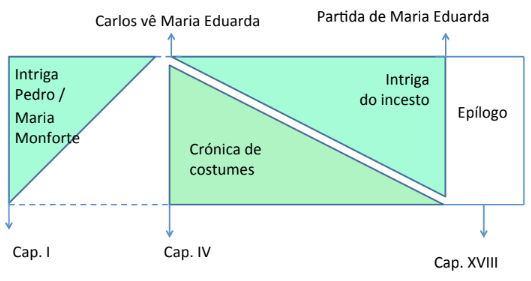 Carlos vê Maria Eduarda
Partida de Maria Eduarda
Intriga
Pedro /
Maria
Monforte
Intriga
do incesto
Epílogo
Crónica de
costumes
Cap. I
Cap. IV
Cap. XVIII